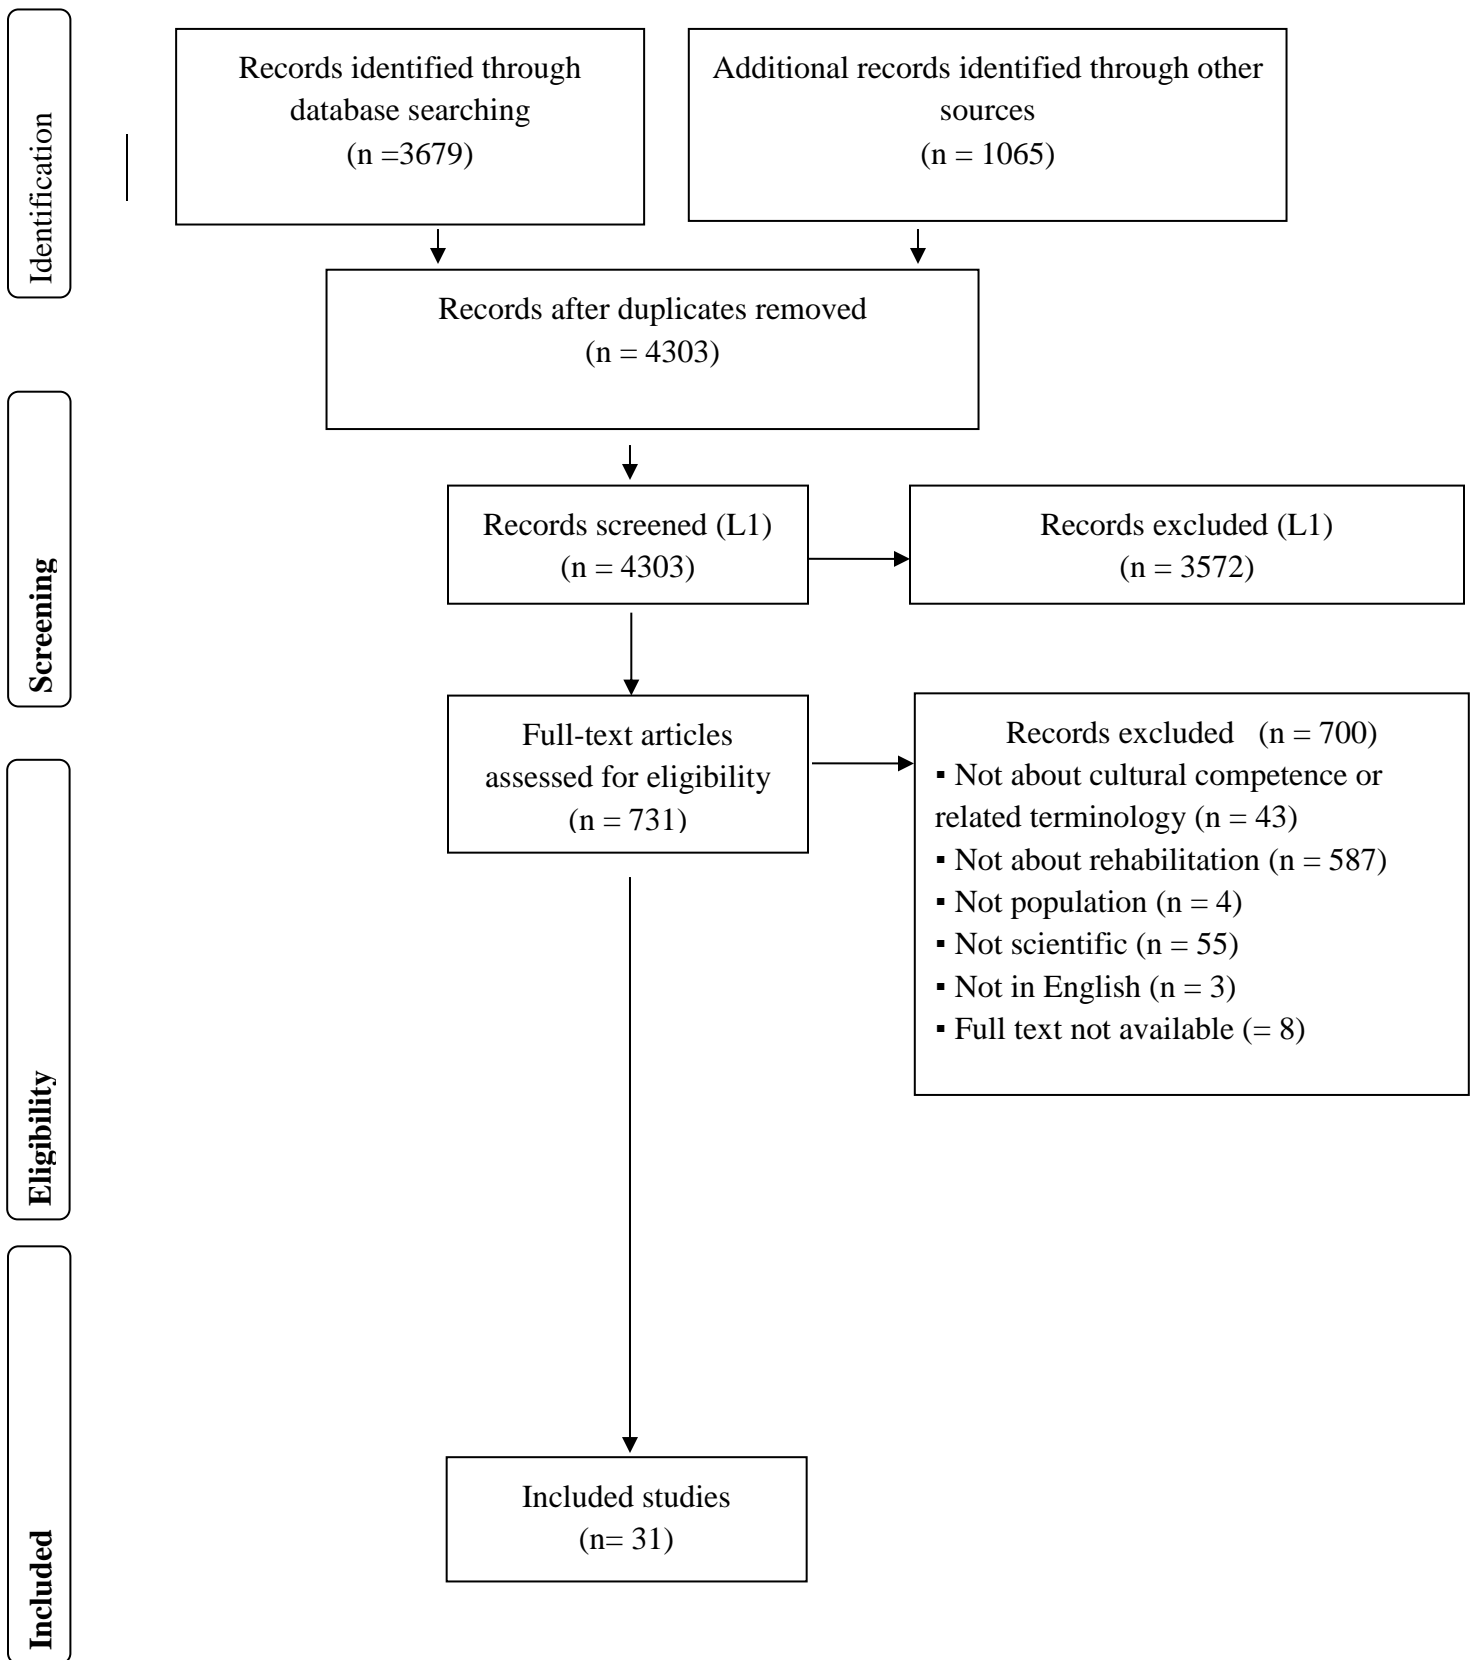 Identification
Records identified through
database searching
(n =3679)
Additional records identified through other
sources
(n = 1065)
Records after duplicates removed
(n = 4303)
Screening
Records screened (L1)
(n = 4303)
Records excluded (L1)
(n = 3572)
Full-text articles
assessed for eligibility
(n = 731)
Records excluded (n = 700)
▪ Not about cultural competence or
related terminology (n = 43)
▪ Not about rehabilitation (n = 587)
▪ Not population (n = 4)
▪ Not scientific (n = 55)
▪ Not in English (n = 3)
▪ Full text not available (= 8)
Eligibility
Included studies
(n= 31)
Included